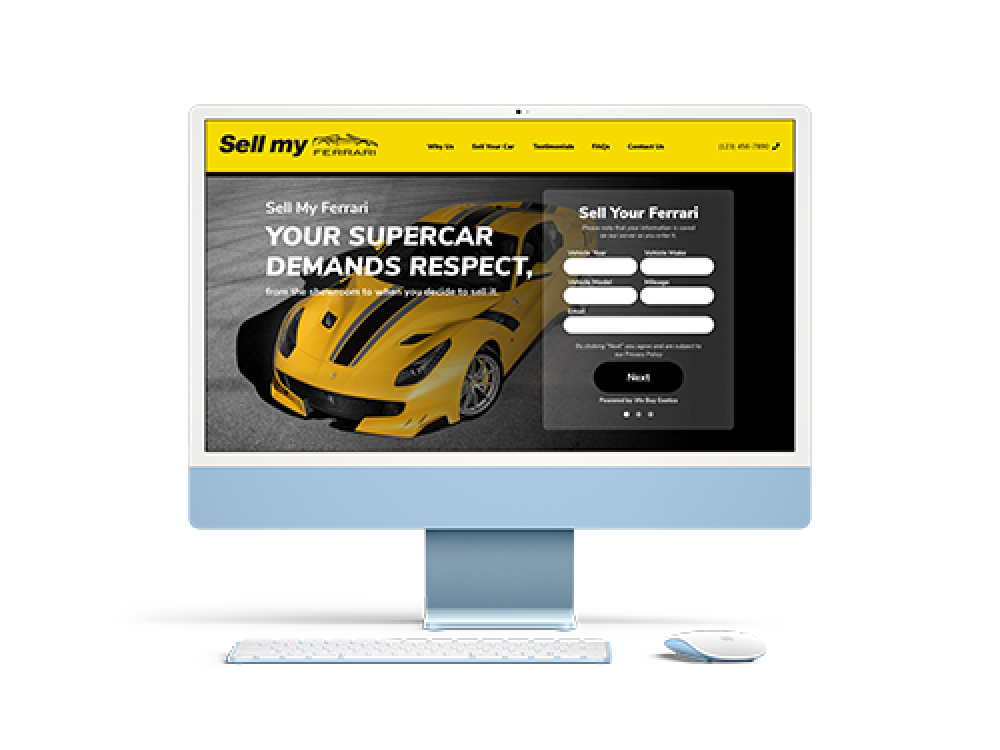 Sell my FERRARI
Why Us Sell Your Car Testimonials FAQs Contact Us (123) 456-7890
Sell My Ferrari
YOUR SUPERCAR
DEMANDS RESPECT,
from the showroom to when you decide to sell it.
Sell Your Ferrari
Please note that your information is saved
on our server as you enter it.
Vehicle Year Vehicle Make
Vehicle Model Mileage
Email
By clicking "Next" you agree and are subject to
our Privacy Policy
Next
Powered by We Buy Exotics